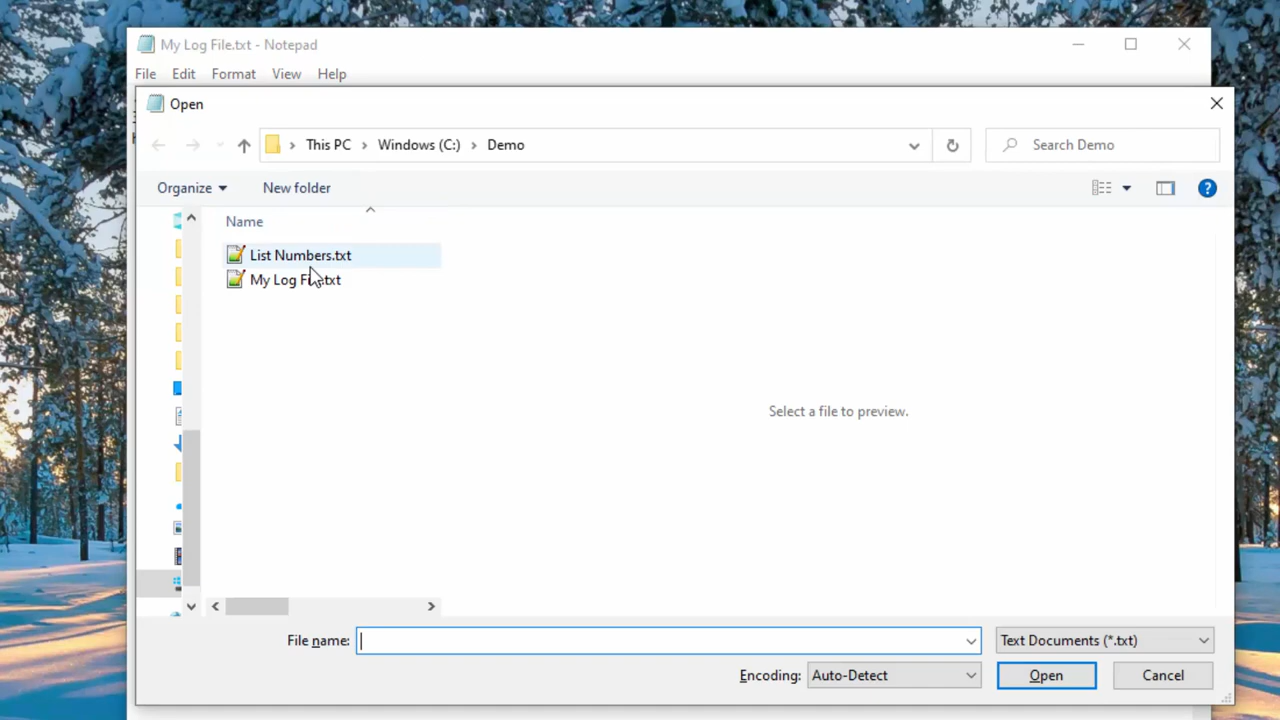 My Log File.txt - Notepad
File Edit Format View Help
Open
This PC Windows (C:) Demo
Search Demo
Organize New folder
Name
List Numbers.txt
My Log Fi .txt
Select a file to preview.
File name:
Text Documents (*.txt)
Encoding: Auto-Detect Open Cancel